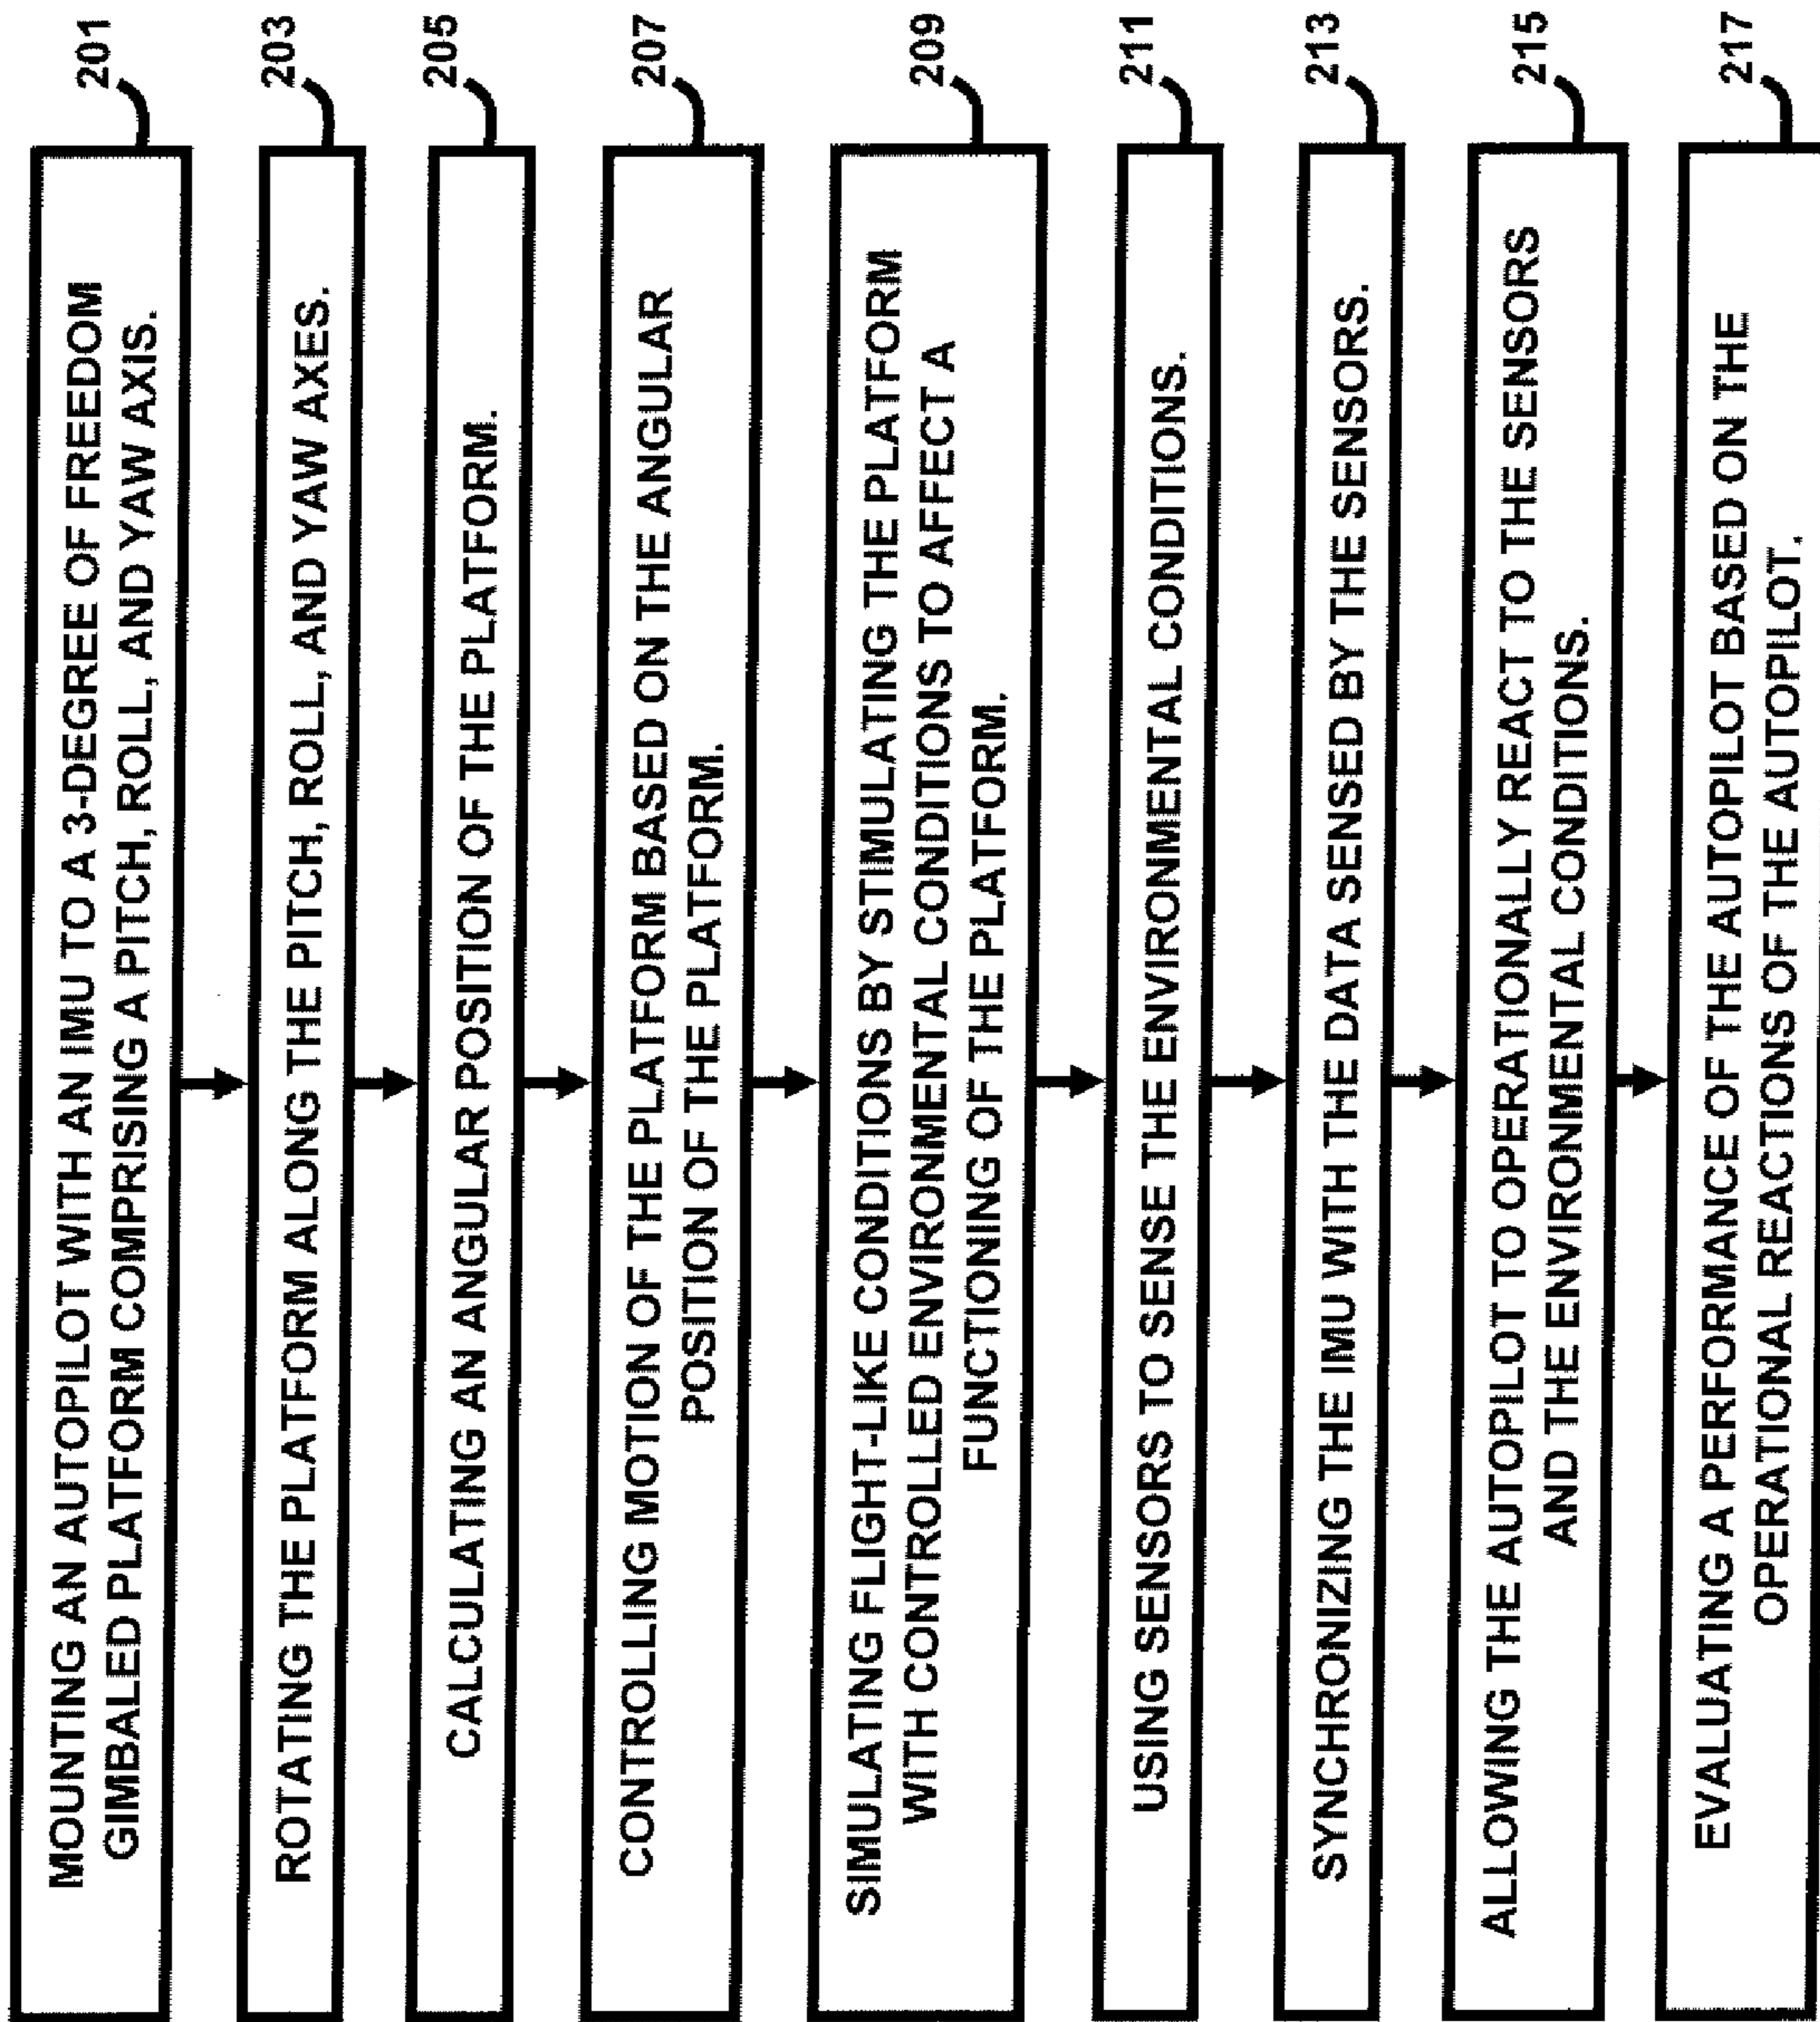 MOUNTING AN AUTOPILOT WITH AN IMU TO A 3-DEGREE OF FREEDOM
GIMBALED PLATFORM COMPRISING A PITCH, ROLL, AND YAW AXIS.
201
ROTATING THE PLATFORM ALONG THE PITCH, ROLL, AND YAW AXES.
203
CALCULATING AN ANGULAR POSITION OF THE PLATFORM.
205
CONTROLLING MOTION OF THE PLATFORM BASED ON THE ANGULAR
POSITION OF THE PLATFORM.
207
SIMULATING FLIGHT-LIKE CONDITIONS BY STIMULATING THE PLATFORM
WITH CONTROLLED ENVIRONMENTAL CONDITIONS TO AFFECT A
FUNCTIONING OF THE PLATFORM.
209
USING SENSORS TO SENSE THE ENVIRONMENTAL CONDITIONS.
211
SYNCHRONIZING THE IMU WITH THE DATA SENSED BY THE SENSORS.
213
ALLOWING THE AUTOPILOT TO OPERATIONALLY REACT TO THE SENSORS
AND THE ENVIRONMENTAL CONDITIONS.
215
EVALUATING A PERFORMANCE OF THE AUTOPILOT BASED ON THE
OPERATIONAL REACTIONS OF THE AUTOPILOT.
217